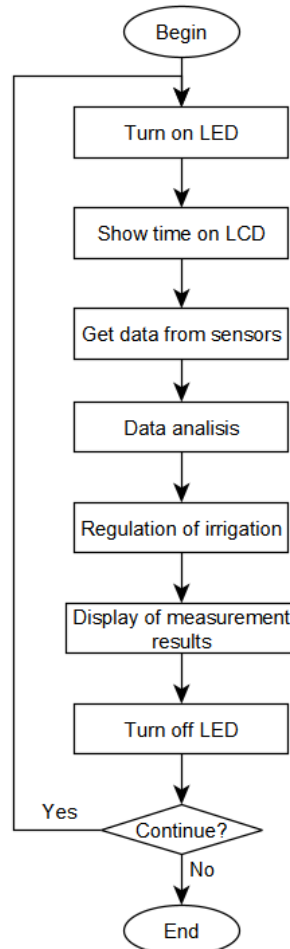 Begin
Turn on LED
Show time on LCD
Get data from sensors
Data analisis
Regulation of irrigation
Display of measurement
results
Turn off LED
Yes
Continue?
No
End